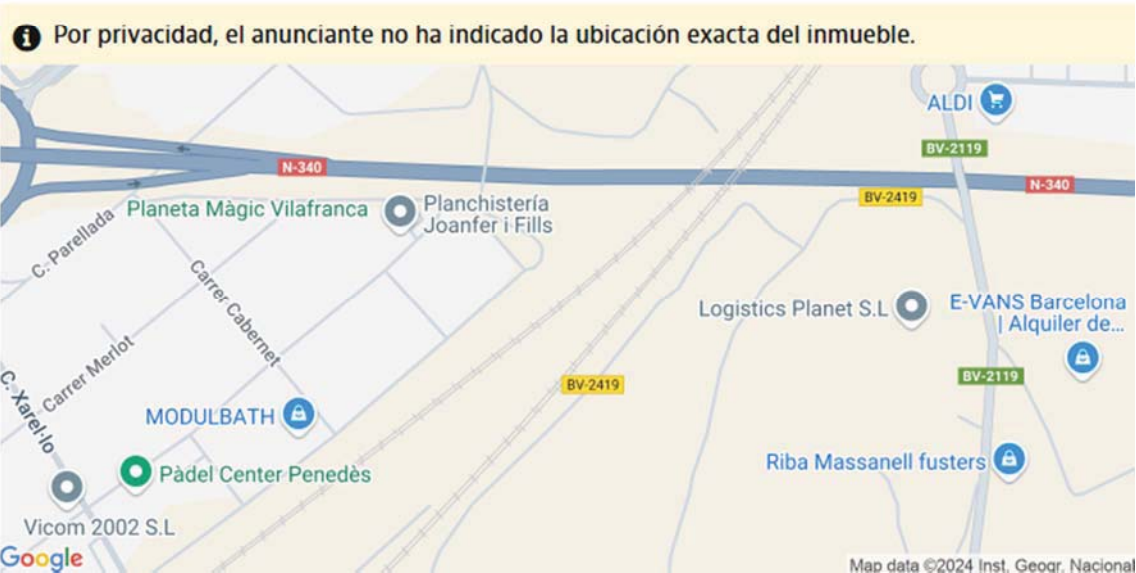 Por privacidad, el anunciante no ha indicado la ubicación exacta del inmueble.
ALDI
BV-2119
N-340
N-340
BV-2419
Planeta Màgic Vilafranca
Planchistería
Joanfer i Fills
C. Parellada
Carrer Cabernet
Logistics Planet S.L
E-VANS Barcelona
| Alquiler de...
Carrer Merlot
BV-2419
BV-2119
C. Xarel·lo
MODULBATH
Pàdel Center Penedès
Riba Massanell fusters
Vicom 2002 S.L
Google
Map data ©2024 Inst. Geogr. Nacional